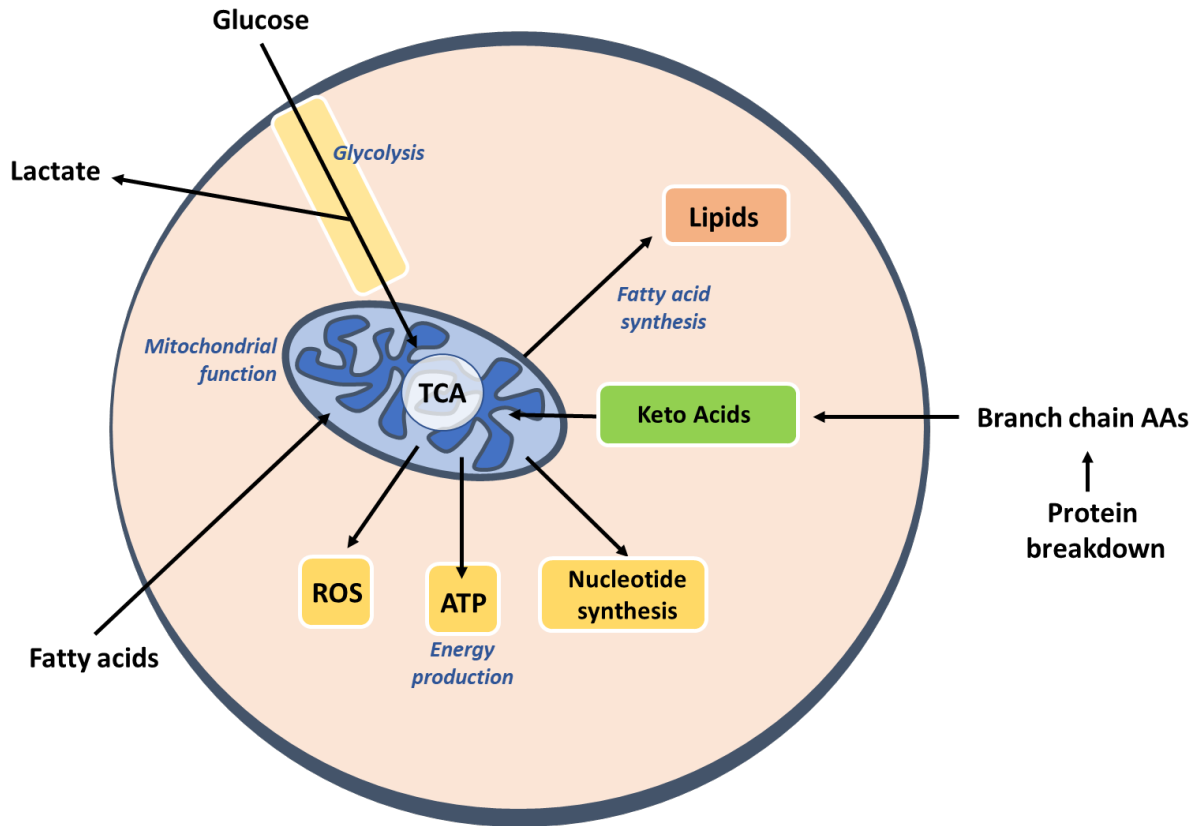 Glucose
Glycolysis
Lactate
Lipids
Fatty acid
synthesis
Mitochondrial
function
TCA
Keto Acids
Branch chain AAs
Protein
breakdown
ROS
ATP
Nucleotide
synthesis
Energy
production
Fatty acids